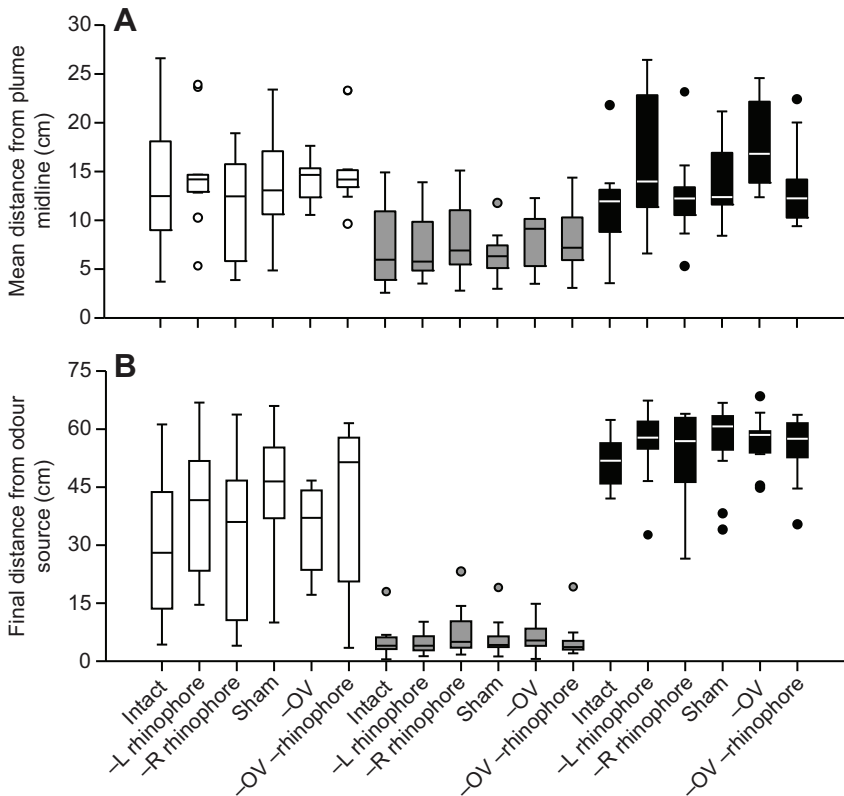 A
Mean distance from plume
midline (cm)
30
25
20
15
10
5
0
B
Final distance from odour
source (cm)
75
60
45
30
15
0
Intact
–L rhinophore
–R rhinophore
Sham
–OV
–OV –rhinophore
Intact
–L rhinophore
–R rhinophore
Sham
–OV
–OV –rhinophore
Intact
–L rhinophore
–R rhinophore
Sham
–OV
–OV –rhinophore